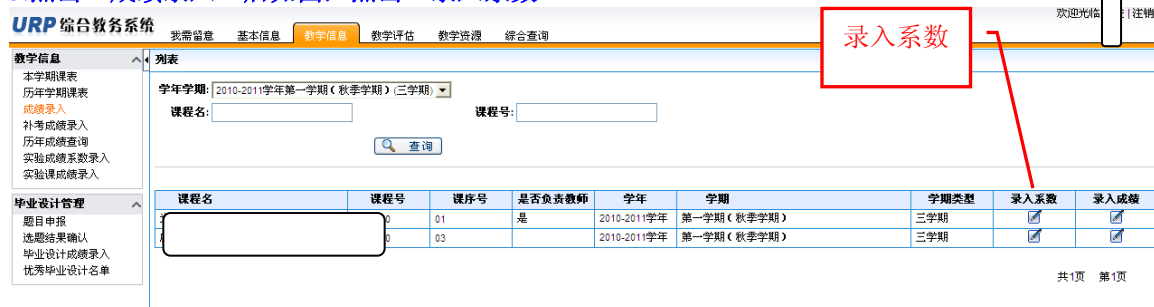 欢迎光临
|注销
URP 综合教务系统
我需留意 基本信息 教学信息 教学评估 教学资源 综合查询
录入系数
教学信息
本学期课表
历年学期课表
成绩录入
补考成绩录入
历年成绩查询
实验成绩系数录入
实验课成绩录入
毕业设计管理
题目申报
选题结果确认
毕业设计成绩录入
优秀毕业设计名单
列表
学年学期: 2010-2011学年第一学期(秋季学期)(三学期)
课程名: 课程号:
查询
课程名 课程号 课序号 是否负责教师 学年 学期 学期类型 录入系数 录入成绩
0 01 是 2010-2011学年 第一学期(秋季学期) 三学期
0 03 2010-2011学年 第一学期(秋季学期) 三学期
共1页 第1页